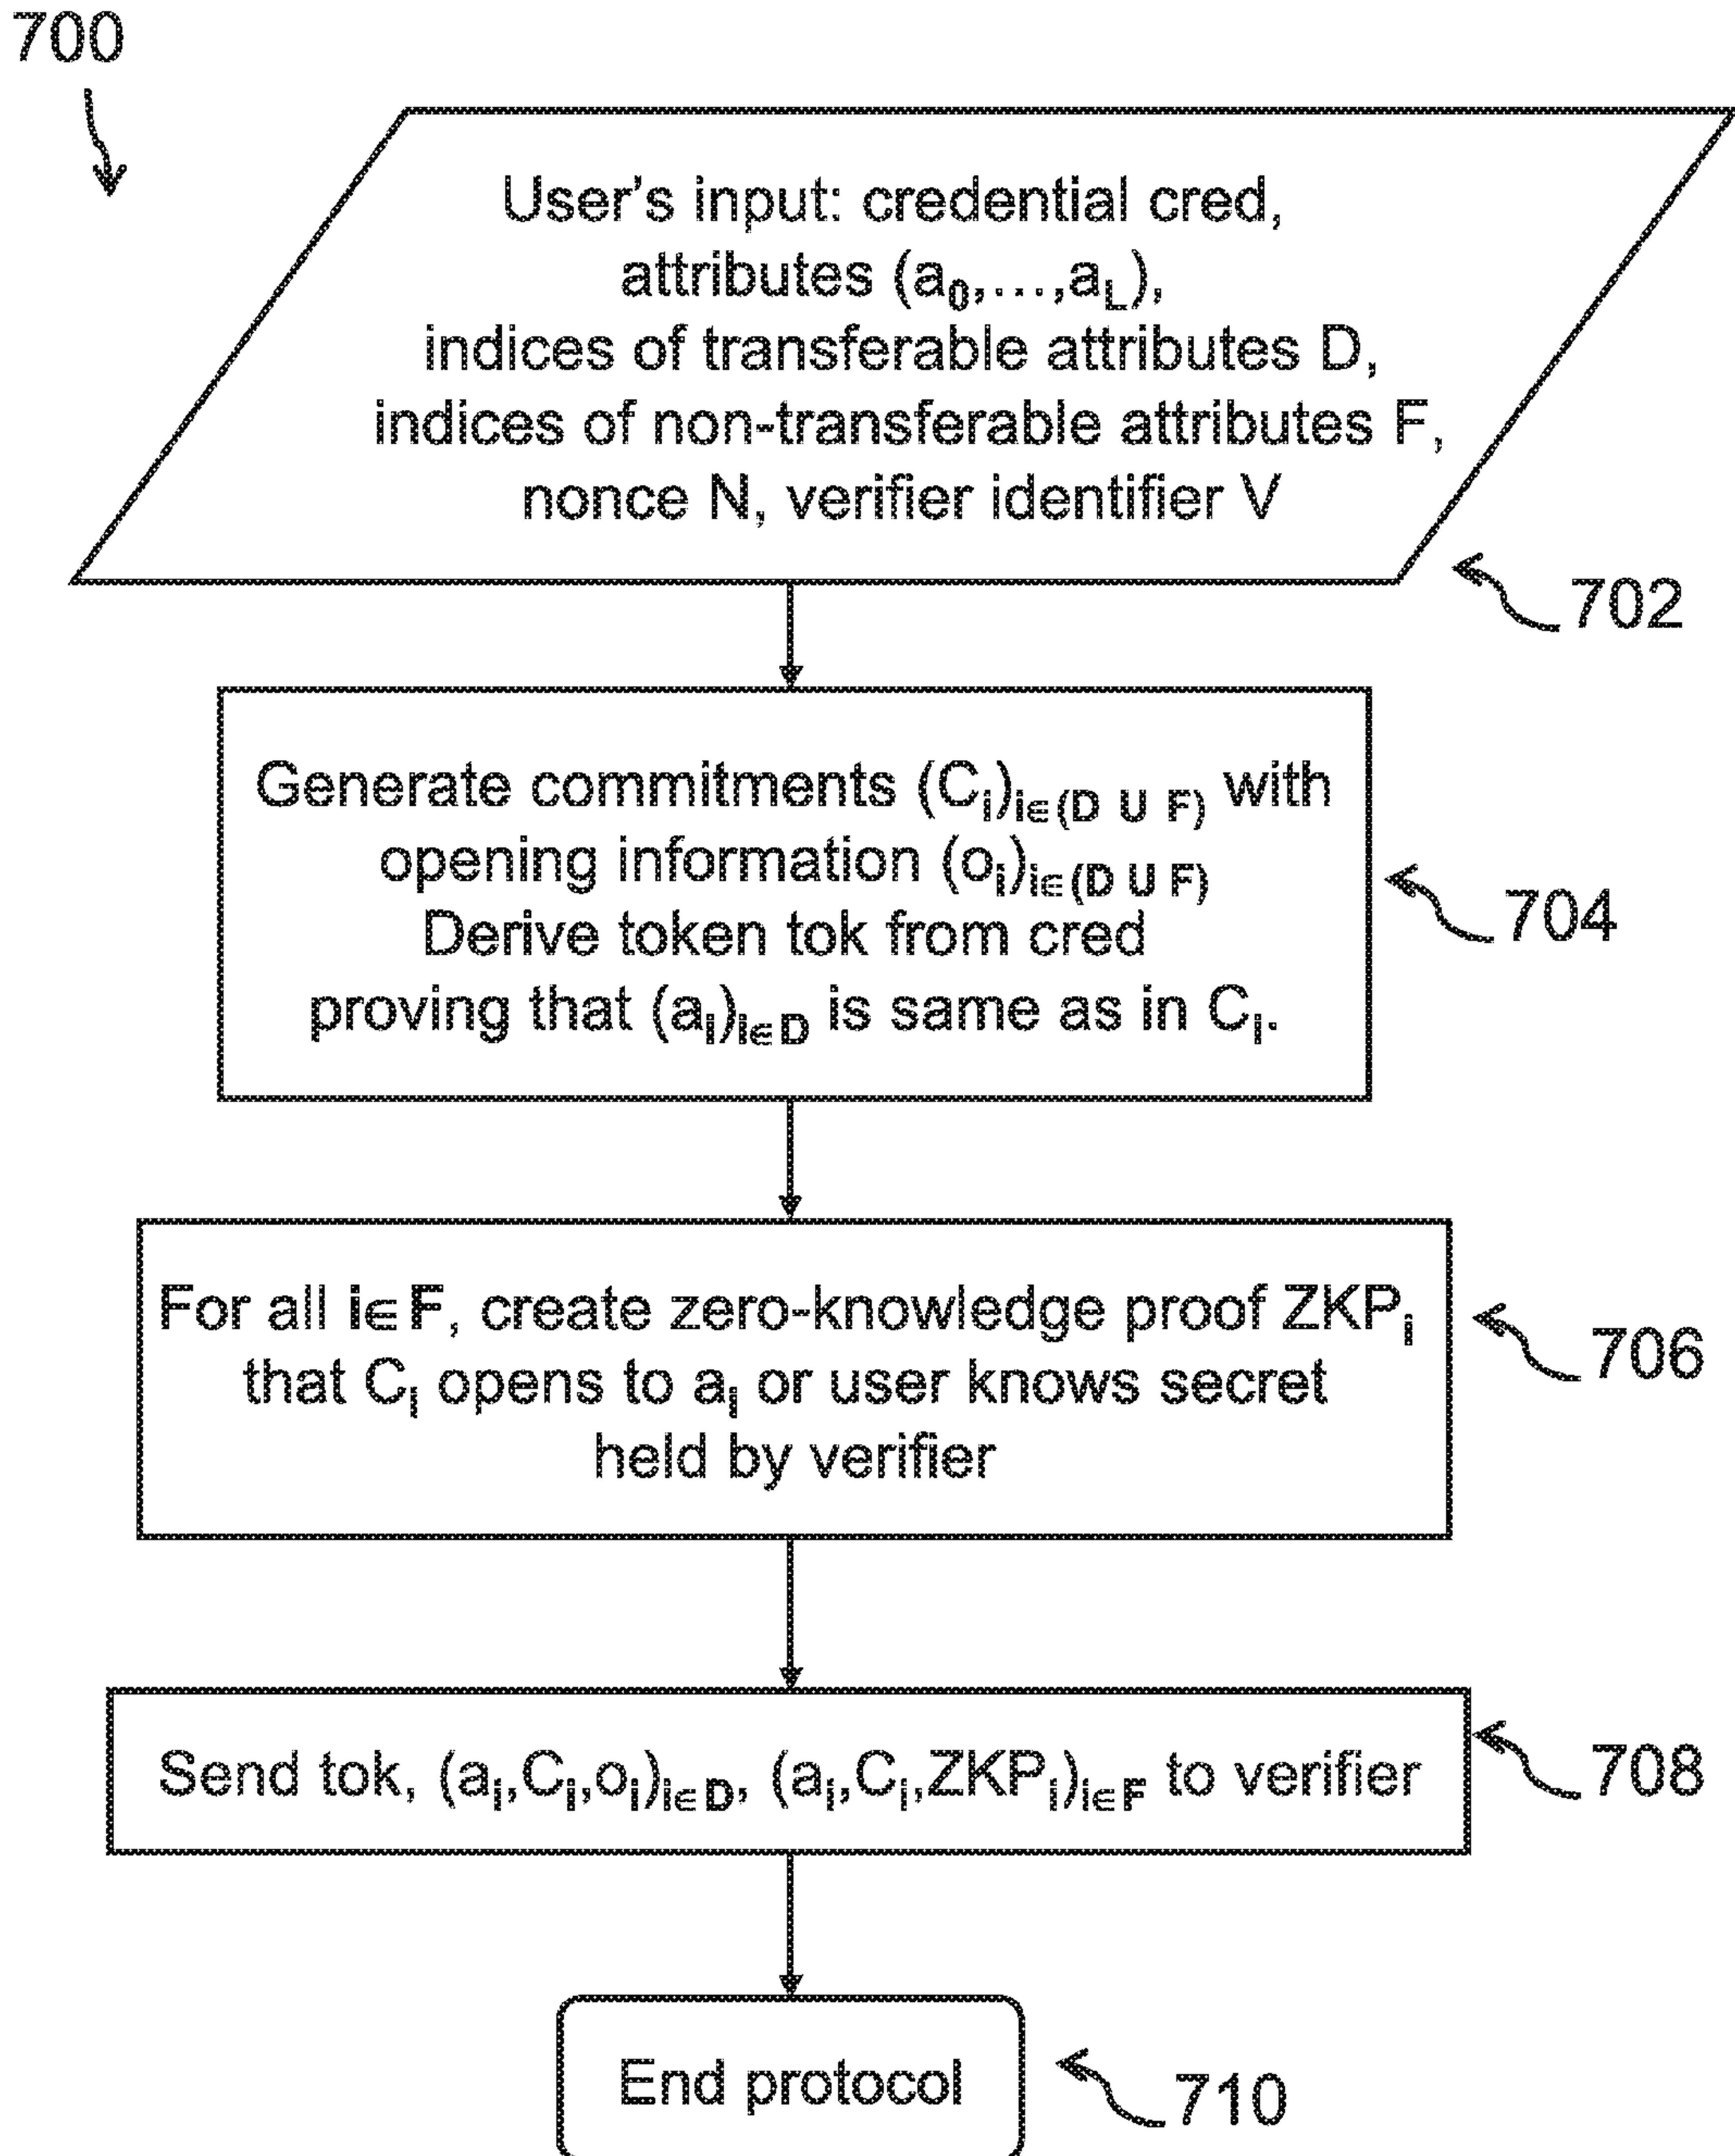 700
User's input: credential cred,
attributes (a₀,...,a_L),
indices of transferable attributes D,
indices of non-transferable attributes F,
nonce N, verifier identifier V
702
Generate commitments (Cᵢ)i∈(D U F) with
opening information (oᵢ)i∈(D U F)
Derive token tok from cred
proving that (aᵢ)i∈D is same as in Cᵢ.
704
For all i∈F, create zero-knowledge proof ZKPᵢ
that Cᵢ opens to aᵢ or user knows secret
held by verifier
706
Send tok, (aᵢ,Cᵢ,oᵢ)i∈D, (aᵢ,Cᵢ,ZKPᵢ)i∈F to verifier
708
End protocol
710